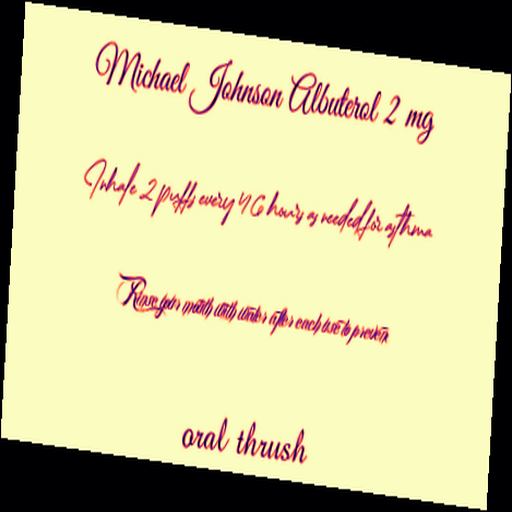 Michael Johnson Albuterol 2 mg
Inhale 2 puffs every 4 6 hours as needed for asthma
Rinse your mouth with water after each use to prevent
oral thrush